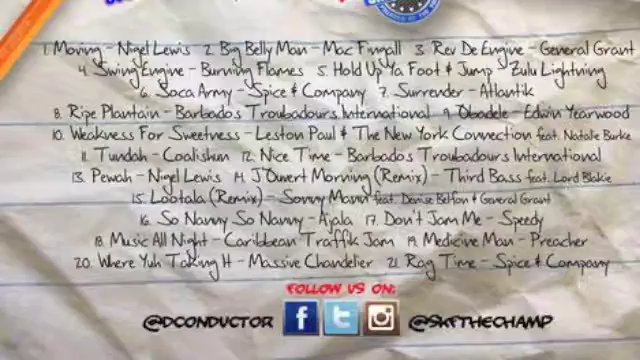 1. Moving - Nigel Lewis 2. Big Belly Man - Mac Fingall 3. Rev De Engine - General Grant
4. Swing Engine - Burning Flames 5. Hold Up Ya Foot & Jump - Zulu Lightning
6. Soca Army - Spice & Company 7. Surrender - Atlantik
8. Ripe Plantain - Barbados Troubadours International 9. Obadele - Edwin Yearwood
10. Weakness For Sweetness - Leston Paul & The New York Connection feat. Natalie Burke
11. Tundah - Coalishun 12. Nice Time - Barbados Troubadours International
13. Pewah - Nigel Lewis 14. J'Ouvert Morning (Remix) - Third Bass feat. Lord Blakie
15. Lootala (Remix) - Sonny Mann feat. Denise Belfon & General Grant
16. So Nanny So Nanny - Ajala 17. Don't Jam Me - Speedy
18. Music All Night - Caribbean Traffik Jam 19. Medicine Man - Preacher
20. Where Yuh Taking It - Massive Chandelier 21. Rag Time - Spice & Company
FOLLOW US ON:
@DCONDUCTOR f t @SKFTHECHAMP